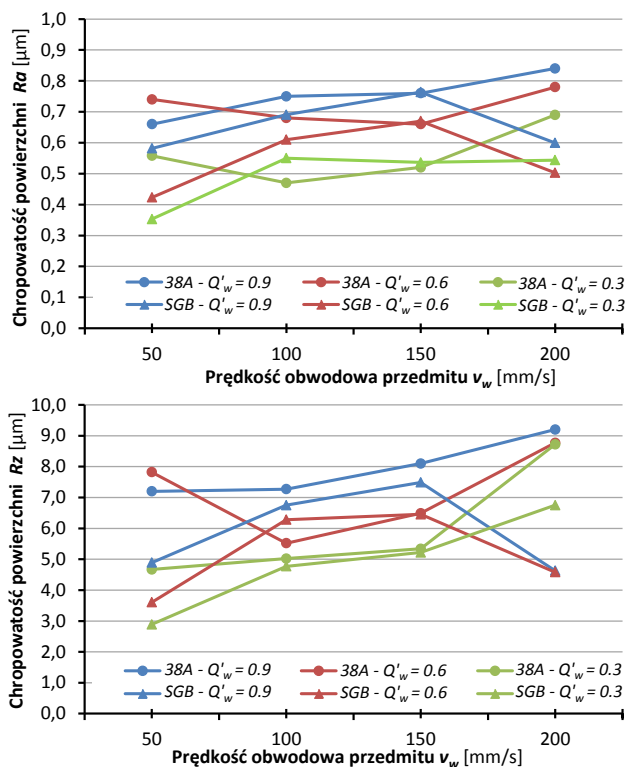 Chropowatość powierzchni Ra [µm]
1,0
0,9
0,8
0,7
0,6
0,5
0,4
0,3
0,2
0,1
0,0
38A - Q'w = 0.9 38A - Q'w = 0.6 38A - Q'w = 0.3
SGB - Q'w = 0.9 SGB - Q'w = 0.6 SGB - Q'w = 0.3
50 100 150 200
Prędkość obwodowa przedmitu vw [mm/s]
Chropowatość powierzchni Rz [µm]
10,0
9,0
8,0
7,0
6,0
5,0
4,0
3,0
2,0
1,0
0,0
38A - Q'w = 0.9 38A - Q'w = 0.6 38A - Q'w = 0.3
SGB - Q'w = 0.9 SGB - Q'w = 0.6 SGB - Q'w = 0.3
50 100 150 200
Prędkość obwodowa przedmitu vw [mm/s]